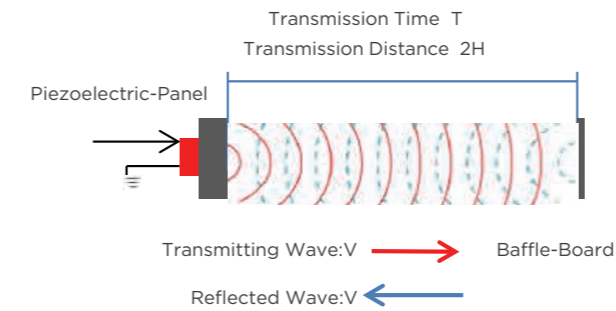 Transmission Time T
Transmission Distance 2H
Piezoelectric-Panel
Transmitting Wave:V
Baffle-Board
Reflected Wave:V